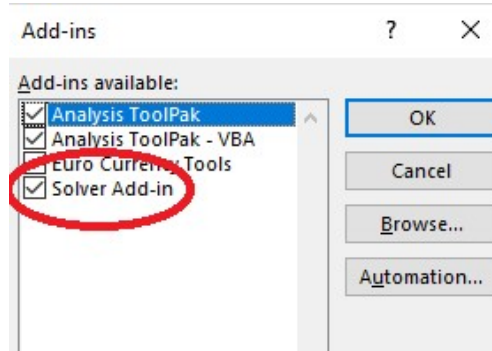 Add-ins ? ×
Add-ins available:
Analysis ToolPak
Analysis ToolPak - VBA
Euro Currency Tools
Solver Add-in
OK
Cancel
Browse...
Automation...